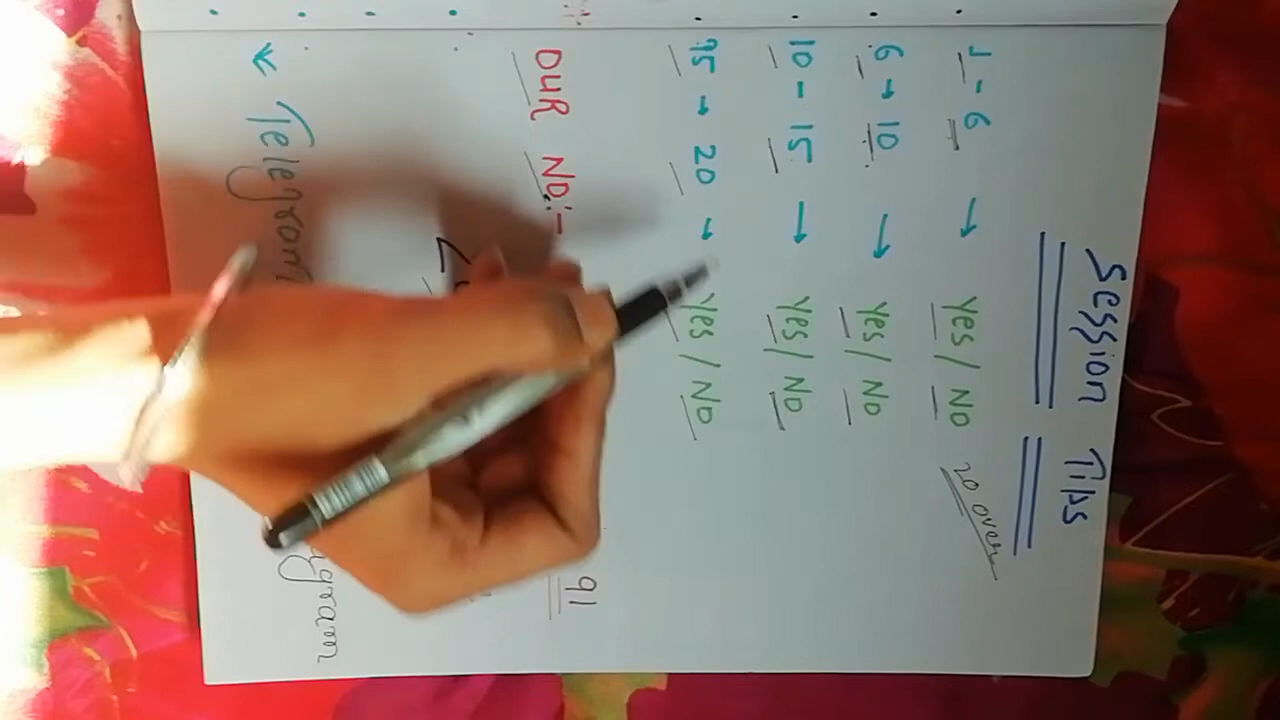 Session Tips
1 - 6 → Yes / No 20 over
6 → 10 → Yes / No
10 - 15 → Yes / No
15 → 20 → Yes / No
OUR NO:- 91
↓ Telegram